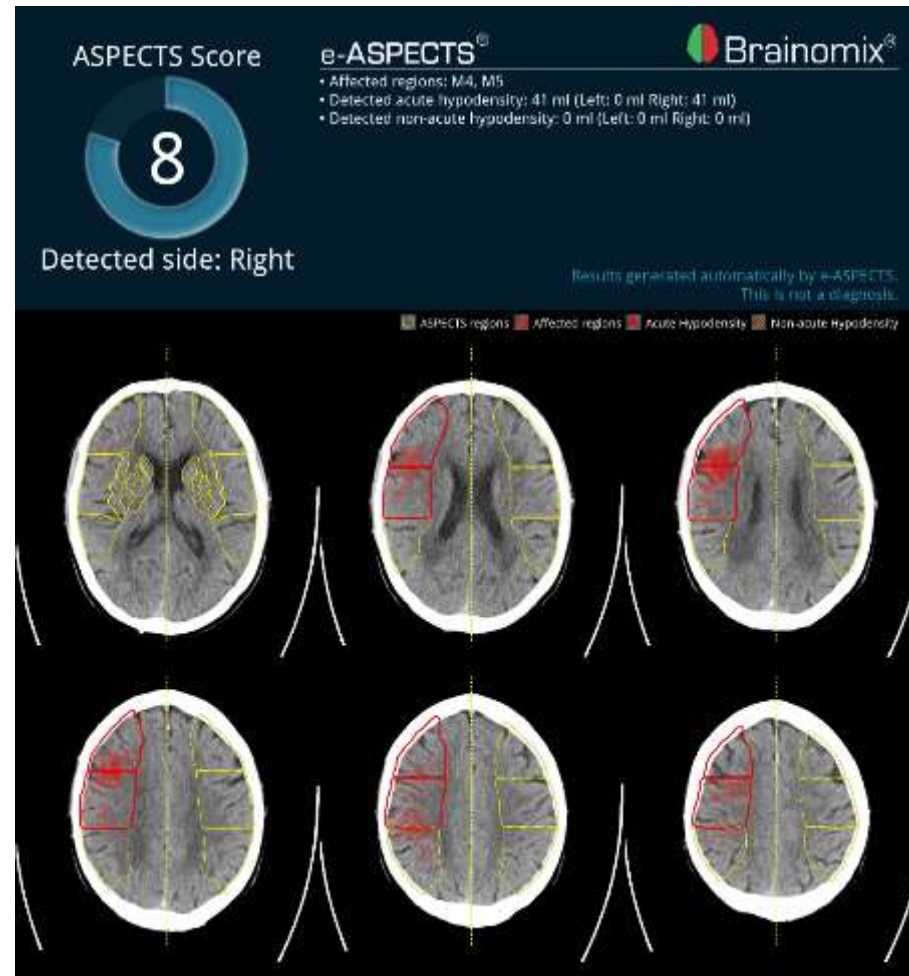 ASPECTS Score
8
Detected side: Right
e-ASPECTS®
Brainomix®
• Affected regions: M4, M5
• Detected acute hypodensity: 41 ml (Left: 0 ml Right: 41 ml)
• Detected non-acute hypodensity: 0 ml (Left: 0 ml Right: 0 ml)
Results generated automatically by e-ASPECTS.
This is not a diagnosis.
ASPECTS regions Affected regions Acute Hypodensity Non-acute Hypodensity